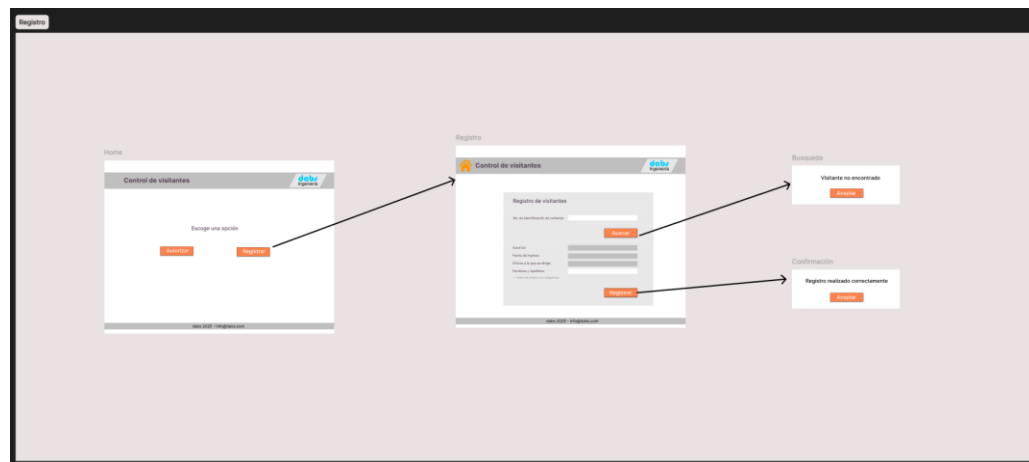 Registro
Home
Control de visitantes
dabs
Ingeniería
Escoge una opción
Autorizar
Registrar
dabs 2025 - info@dabs.com
Registro
Control de visitantes
dabs
Ingeniería
Registro de visitantes
No. de identificación de visitante
Buscar
Autoriza:
Fecha de ingreso:
Oficina a la que se dirige:
Nombres y Apellidos:
Registrar
dabs 2025 - info@dabs.com
Busqueda
Visitante no encontrado
Aceptar
Confirmación
Registro realizado correctamente
Aceptar